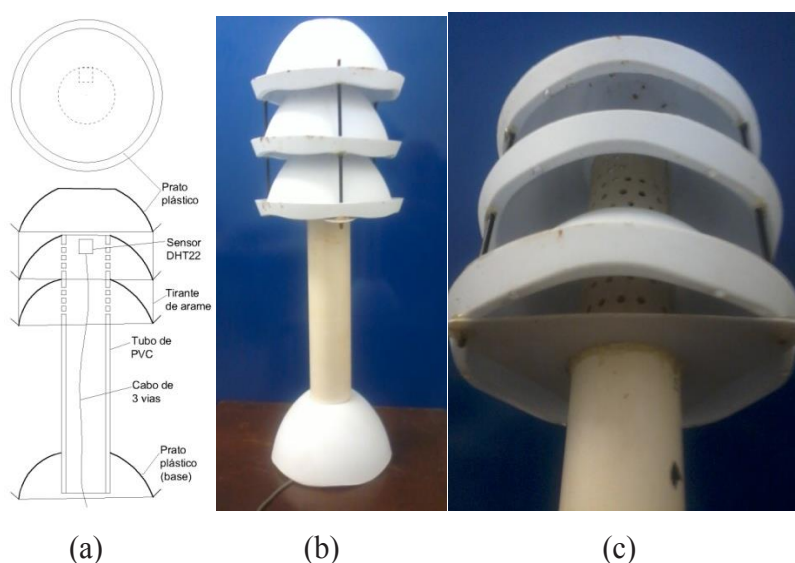 Prato
plástico
Sensor
DHT22
Tirante
de arame
Tubo de
PVC
Cabo de
3 vias
Prato
plástico
(base)
(a)
(b)
(c)